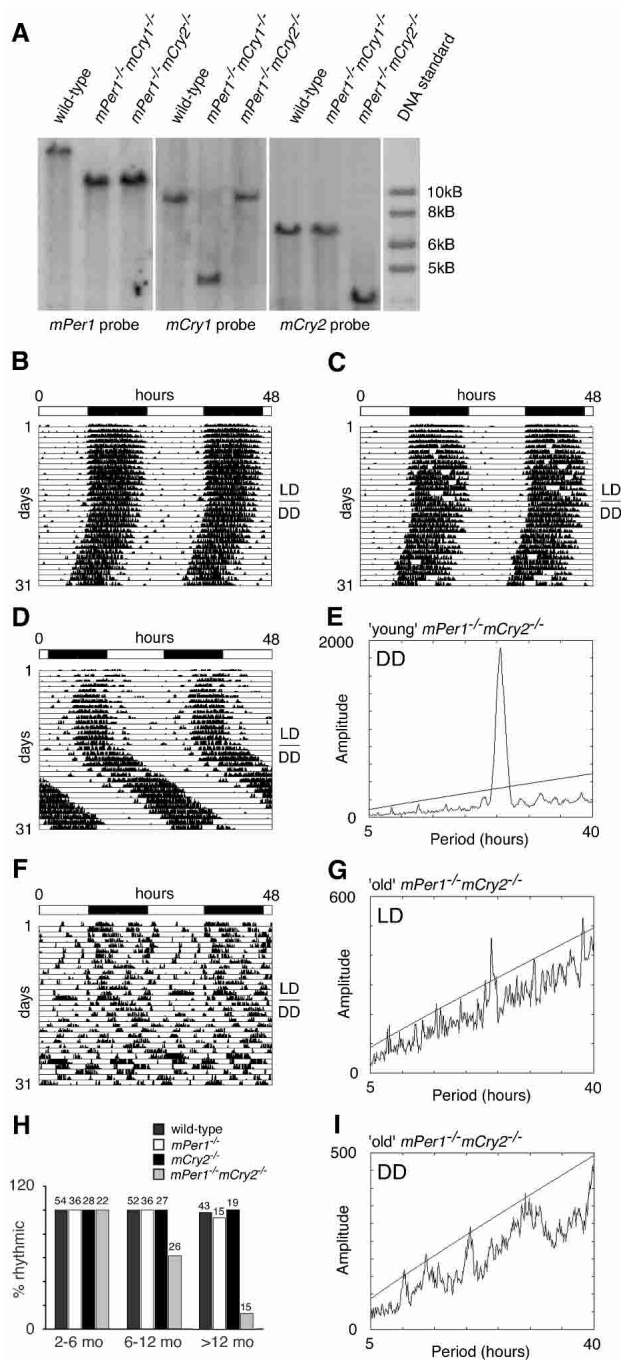 A
wild-type
mPer1-/-mCry1-/-
mPer1-/-mCry2-/-
wild-type
mPer1-/-mCry1-/-
mPer1-/-mCry2-/-
wild-type
mPer1-/-mCry1-/-
mPer1-/-mCry2-/-
DNA standard
10kB
8kB
6kB
5kB
mPer1 probe
mCry1 probe
mCry2 probe
B
0 hours 48
1
days
31
LD
DD
C
0 hours 48
1
days
31
LD
DD
D
0 hours 48
1
days
31
LD
DD
E
'young' mPer1-/-mCry2-/-
2000
DD
Amplitude
0
5 40
Period (hours)
F
0 hours 48
1
days
31
LD
DD
G
'old' mPer1-/-mCry2-/-
600
LD
Amplitude
0
5 40
Period (hours)
H
wild-type
mPer1-/-
mCry2-/-
mPer1-/-mCry2-/-
120
% rhythmic
0
54 36 28 22
52 36 27 26
43 15 19 15
2-6 mo 6-12 mo >12 mo
I
'old' mPer1-/-mCry2-/-
500
DD
Amplitude
0
5 40
Period (hours)